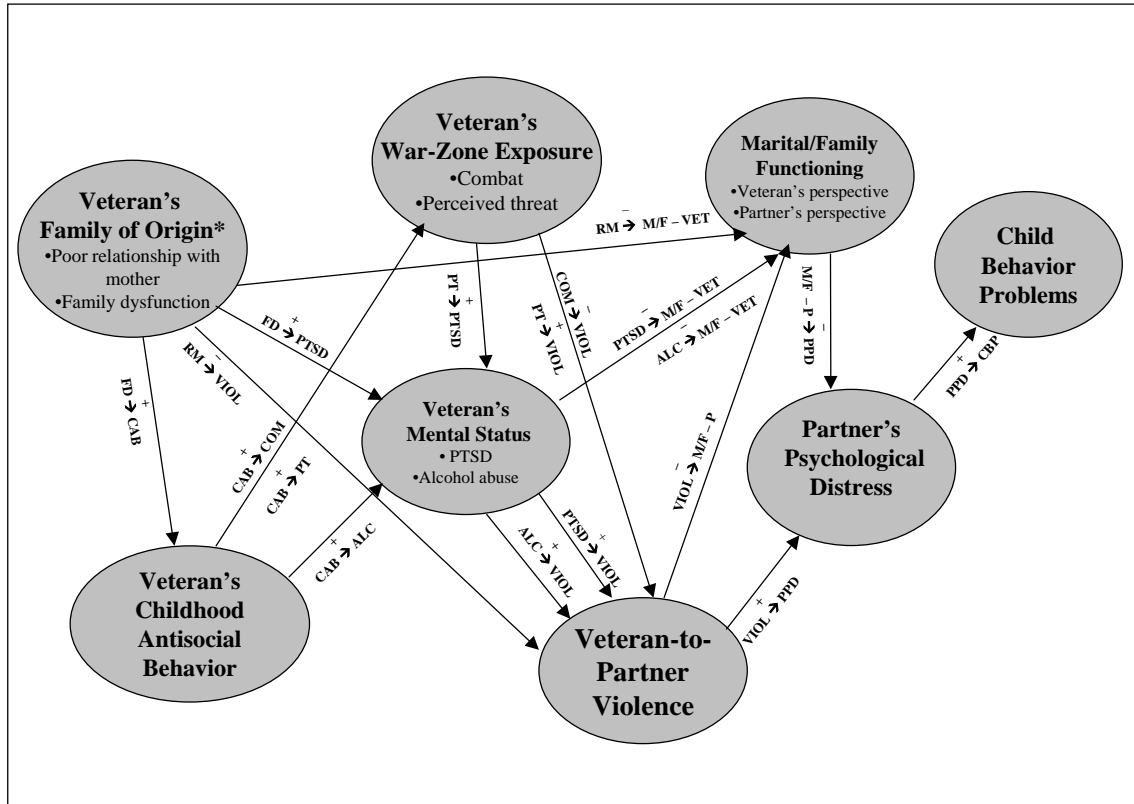 Veteran's
Family of Origin*
•Poor relationship with
mother
•Family dysfunction
Veteran's
War-Zone Exposure
•Combat
•Perceived threat
Marital/Family
Functioning
•Veteran's perspective
•Partner's perspective
Child
Behavior
Problems
Veteran's
Mental Status
• PTSD
•Alcohol abuse
Partner's
Psychological
Distress
Veteran's
Childhood
Antisocial
Behavior
Veteran-to-
Partner
Violence
–
RM → M/F – VET
+
FD → PTSD
–
RM → VIOL
+
FD → CAB
+
CAB → COM
+
CAB → PT
+
CAB → ALC
+
PT → PTSD
–
COM → VIOL
+
PT → VIOL
–
PTSD → M/F – VET
–
ALC → M/F – VET
+
ALC → VIOL
+
PTSD → VIOL
–
VIOL → M/F – P
–
M/F – P → PPD
+
VIOL → PPD
+
PPD → CBP